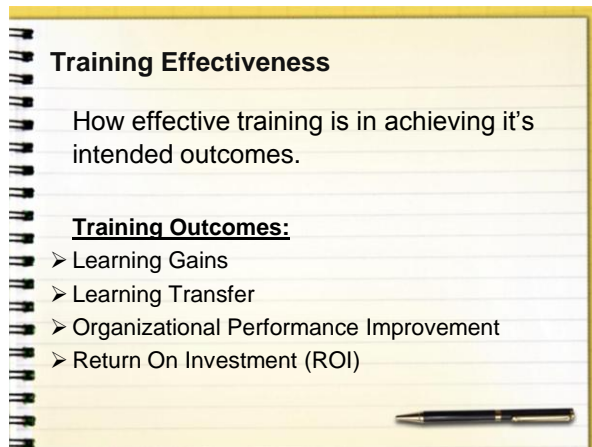 Training Effectiveness
How effective training is in achieving it's
intended outcomes.
Training Outcomes:
➢ Learning Gains
➢ Learning Transfer
➢ Organizational Performance Improvement
➢ Return On Investment (ROI)